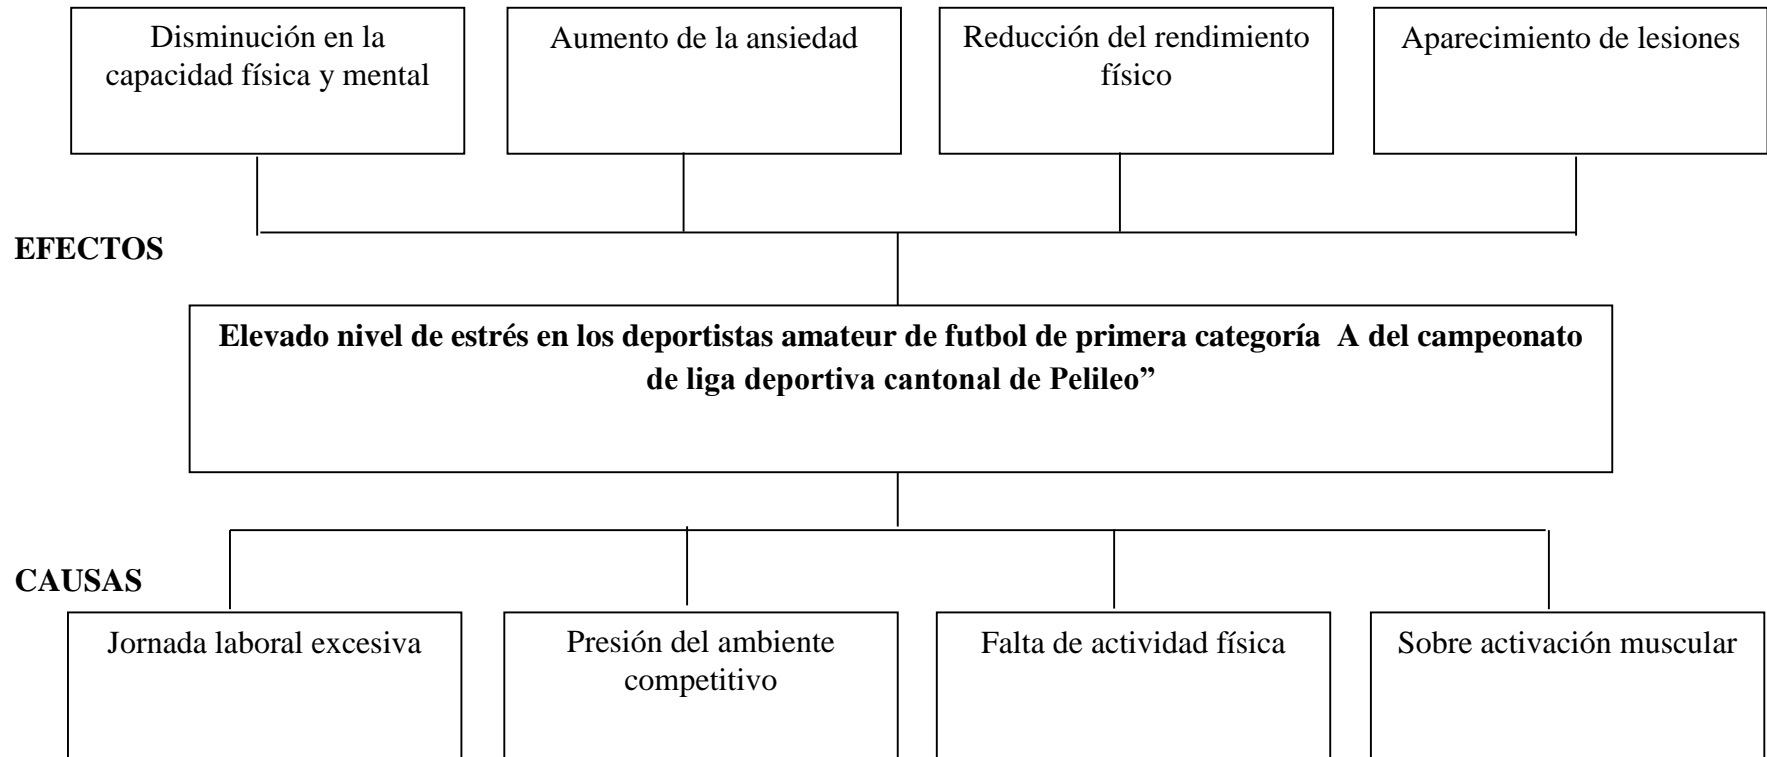 Disminución en la
capacidad física y mental
Aumento de la ansiedad
Reducción del rendimiento
físico
Aparecimiento de lesiones
EFECTOS
Elevado nivel de estrés en los deportistas amateur de futbol de primera categoría  A del campeonato
de liga deportiva cantonal de Pelileo”
CAUSAS
Jornada laboral excesiva
Presión del ambiente
competitivo
Falta de actividad física
Sobre activación muscular